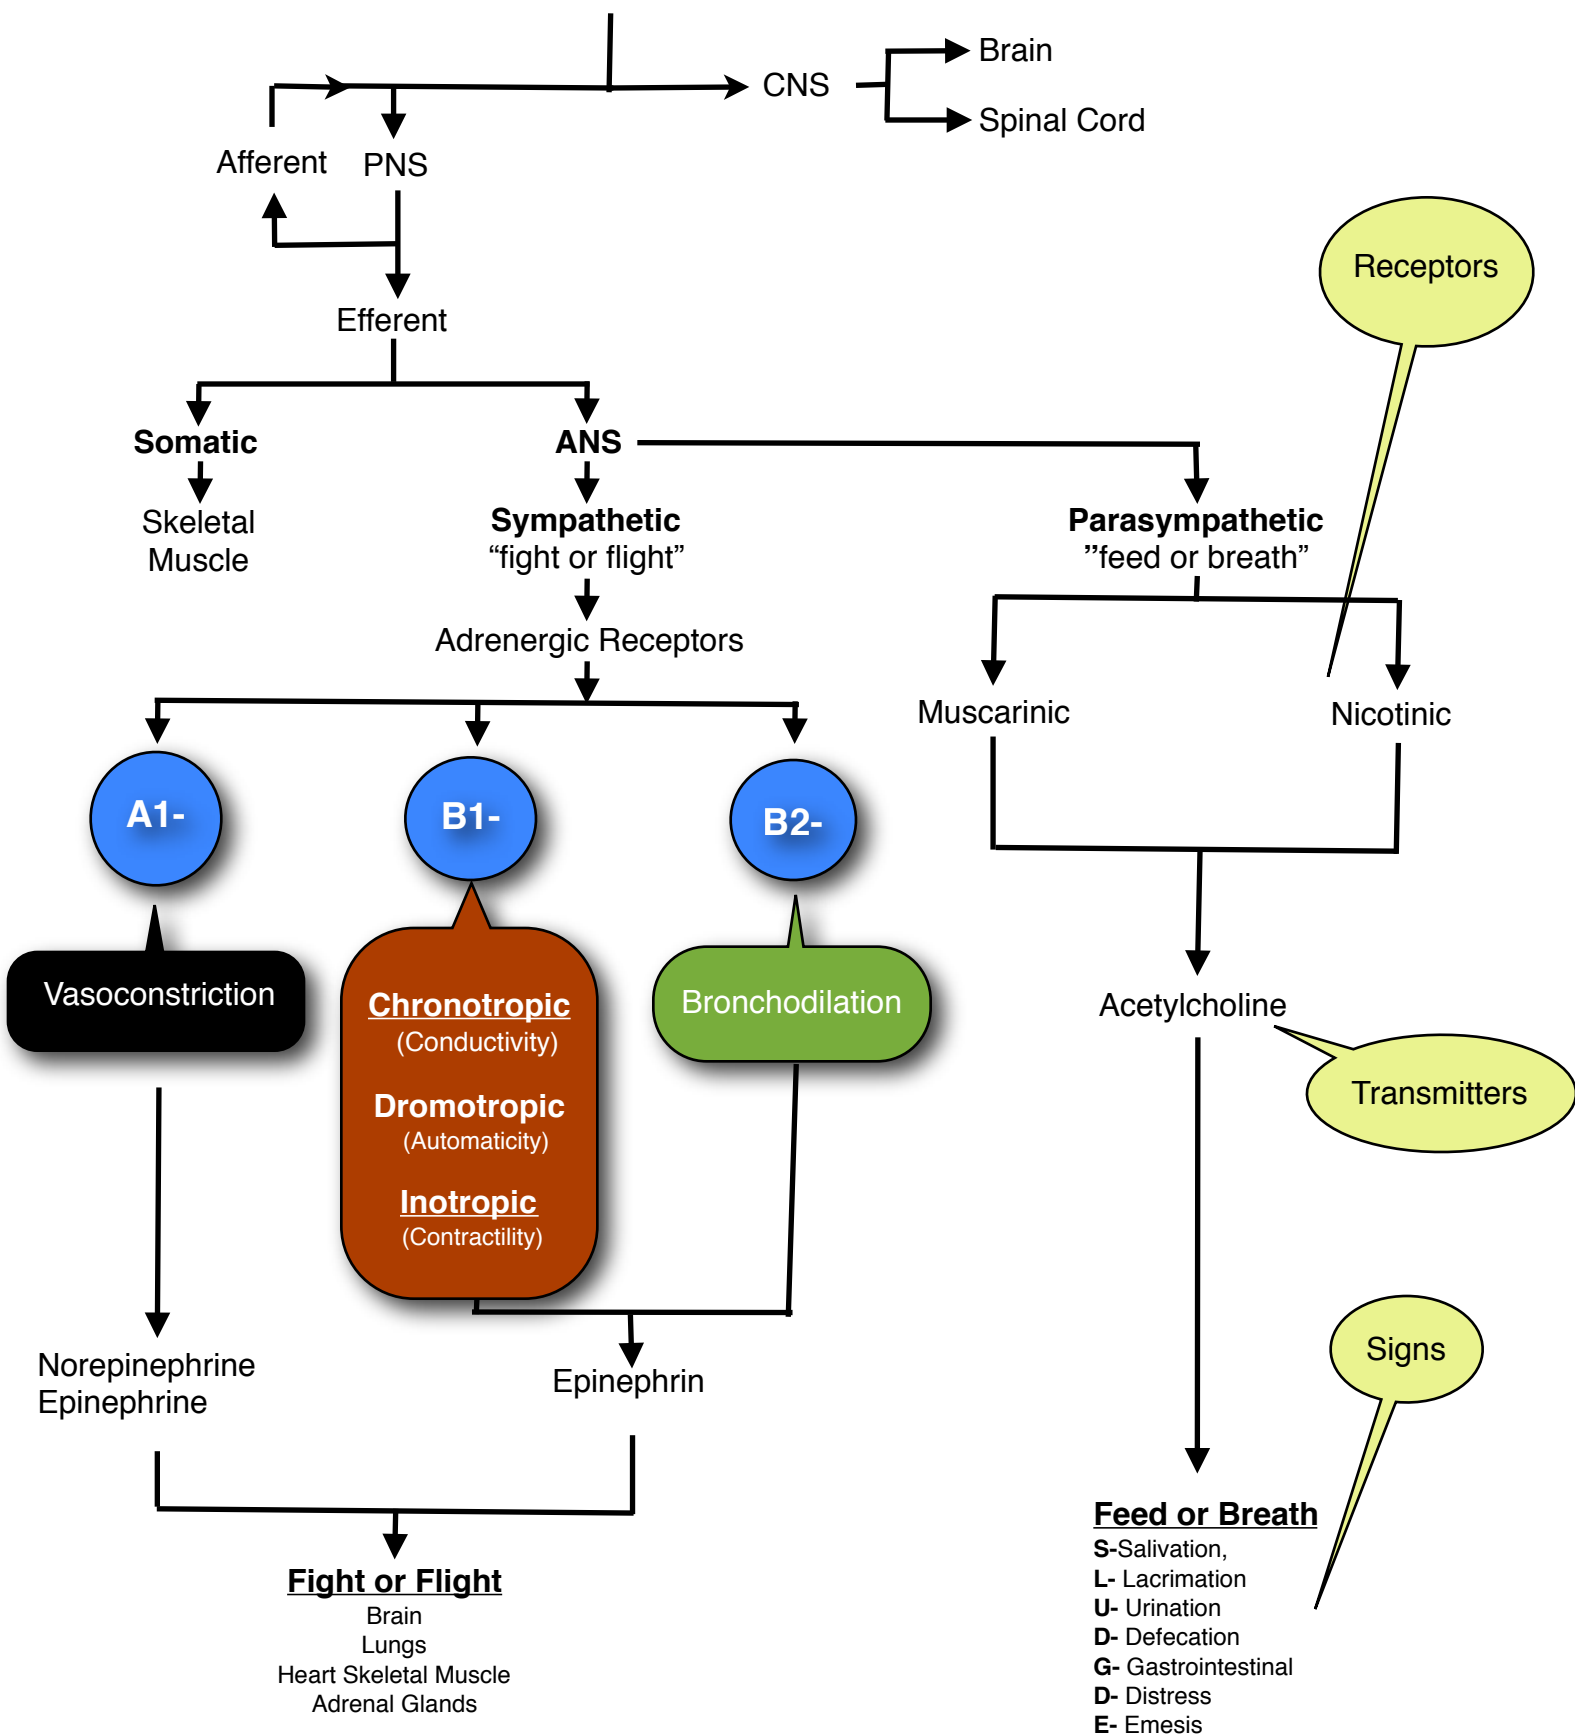 Brain
CNS
Spinal Cord
Afferent
PNS
Receptors
Efferent
Somatic
ANS
Skeletal
Muscle
Sympathetic
“fight or flight”
Parasympathetic
”feed or breath”
Adrenergic Receptors
Muscarinic
Nicotinic
A1-
B1-
B2-
Vasoconstriction
Chronotropic
(Conductivity)
Dromotropic
(Automaticity)
Inotropic
(Contractility)
Bronchodilation
Acetylcholine
Transmitters
Norepinephrine
Epinephrine
Epinephrin
Signs
Fight or Flight
Brain
Lungs
Heart Skeletal Muscle
Adrenal Glands
Feed or Breath
S-Salivation,
L- Lacrimation
U- Urination
D- Defecation
G- Gastrointestinal
D- Distress
E- Emesis